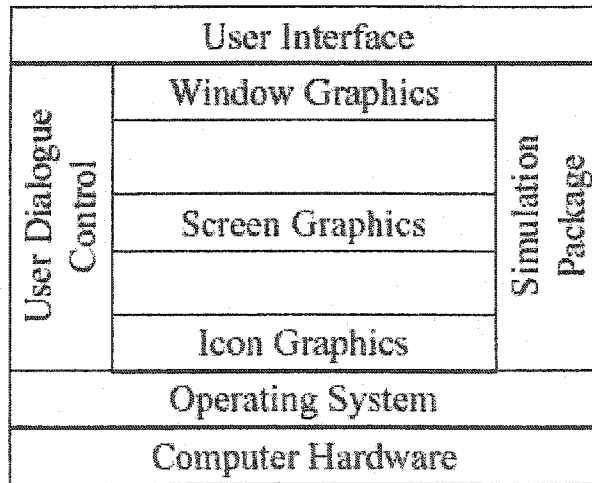 User Interface
User Dialogue
Control
Window Graphics
Screen Graphics
Icon Graphics
Simulation
Package
Operating System
Computer Hardware